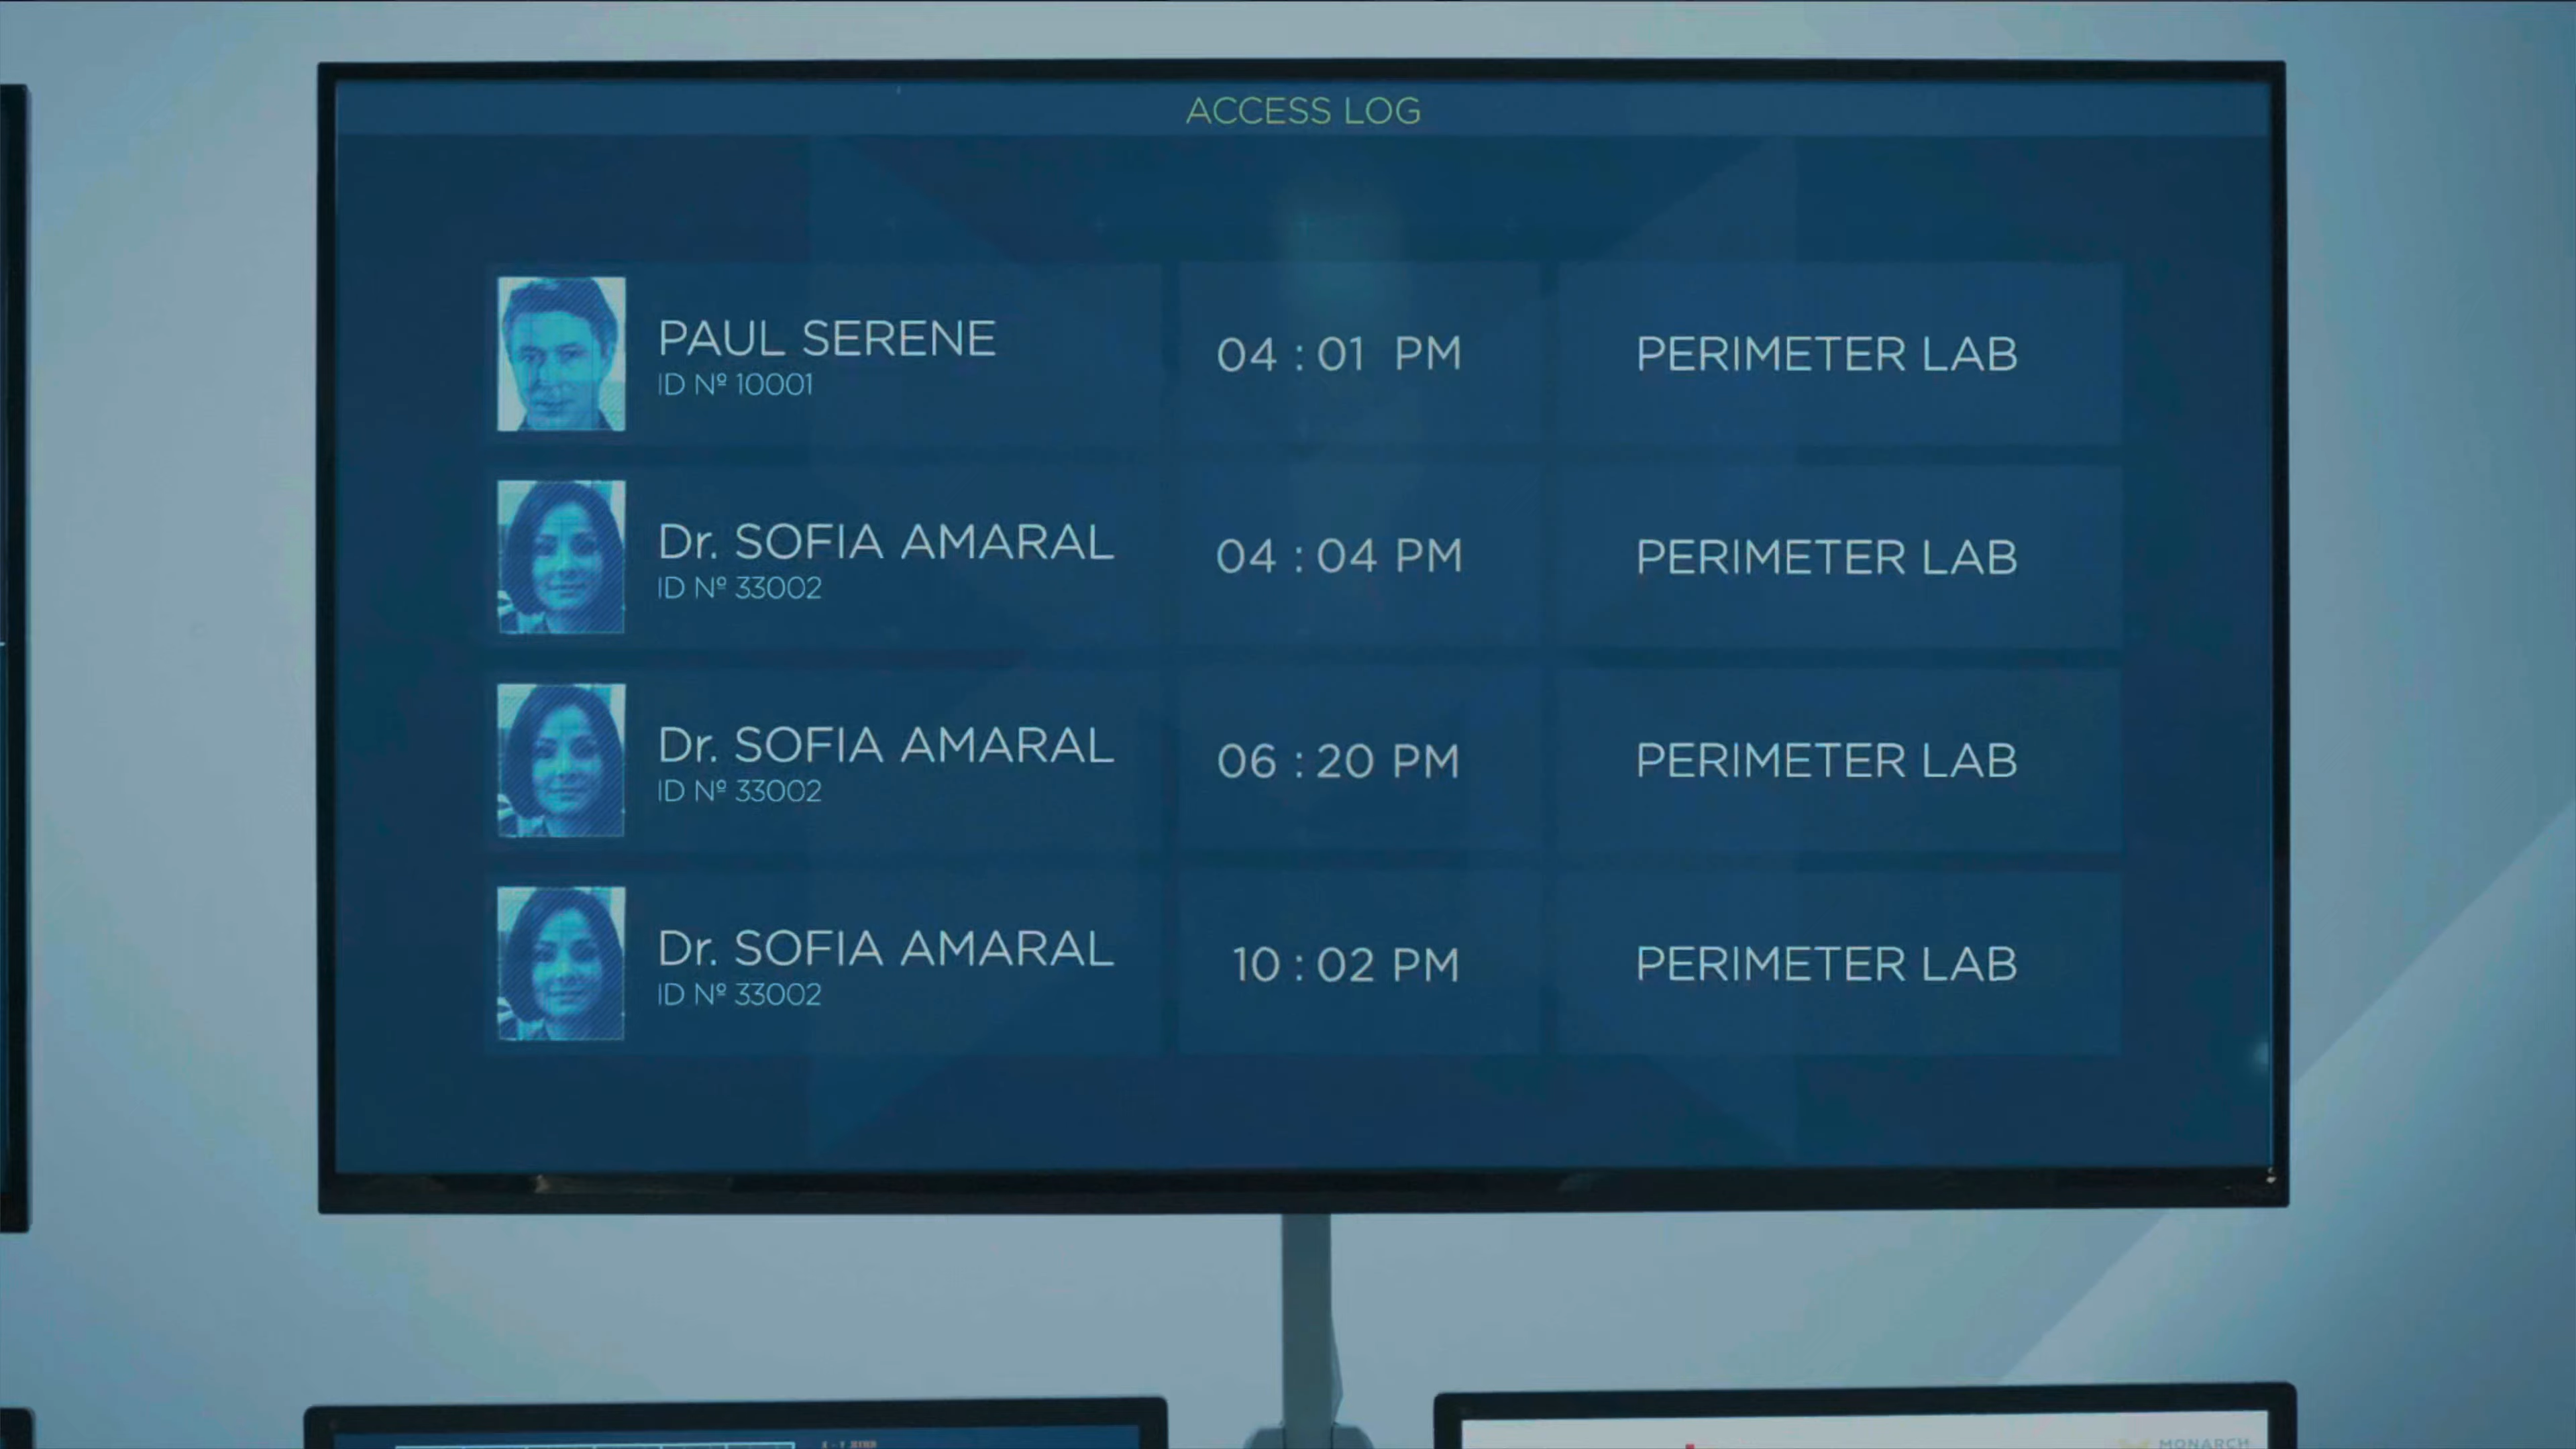 ACCESS LOG
PAUL SERENE
ID Nº 10001
04 : 01 PM
PERIMETER LAB
Dr. SOFIA AMARAL
ID Nº 33002
04 : 04 PM
PERIMETER LAB
Dr. SOFIA AMARAL
ID Nº 33002
06 : 20 PM
PERIMETER LAB
Dr. SOFIA AMARAL
ID Nº 33002
10 : 02 PM
PERIMETER LAB
MONARCH